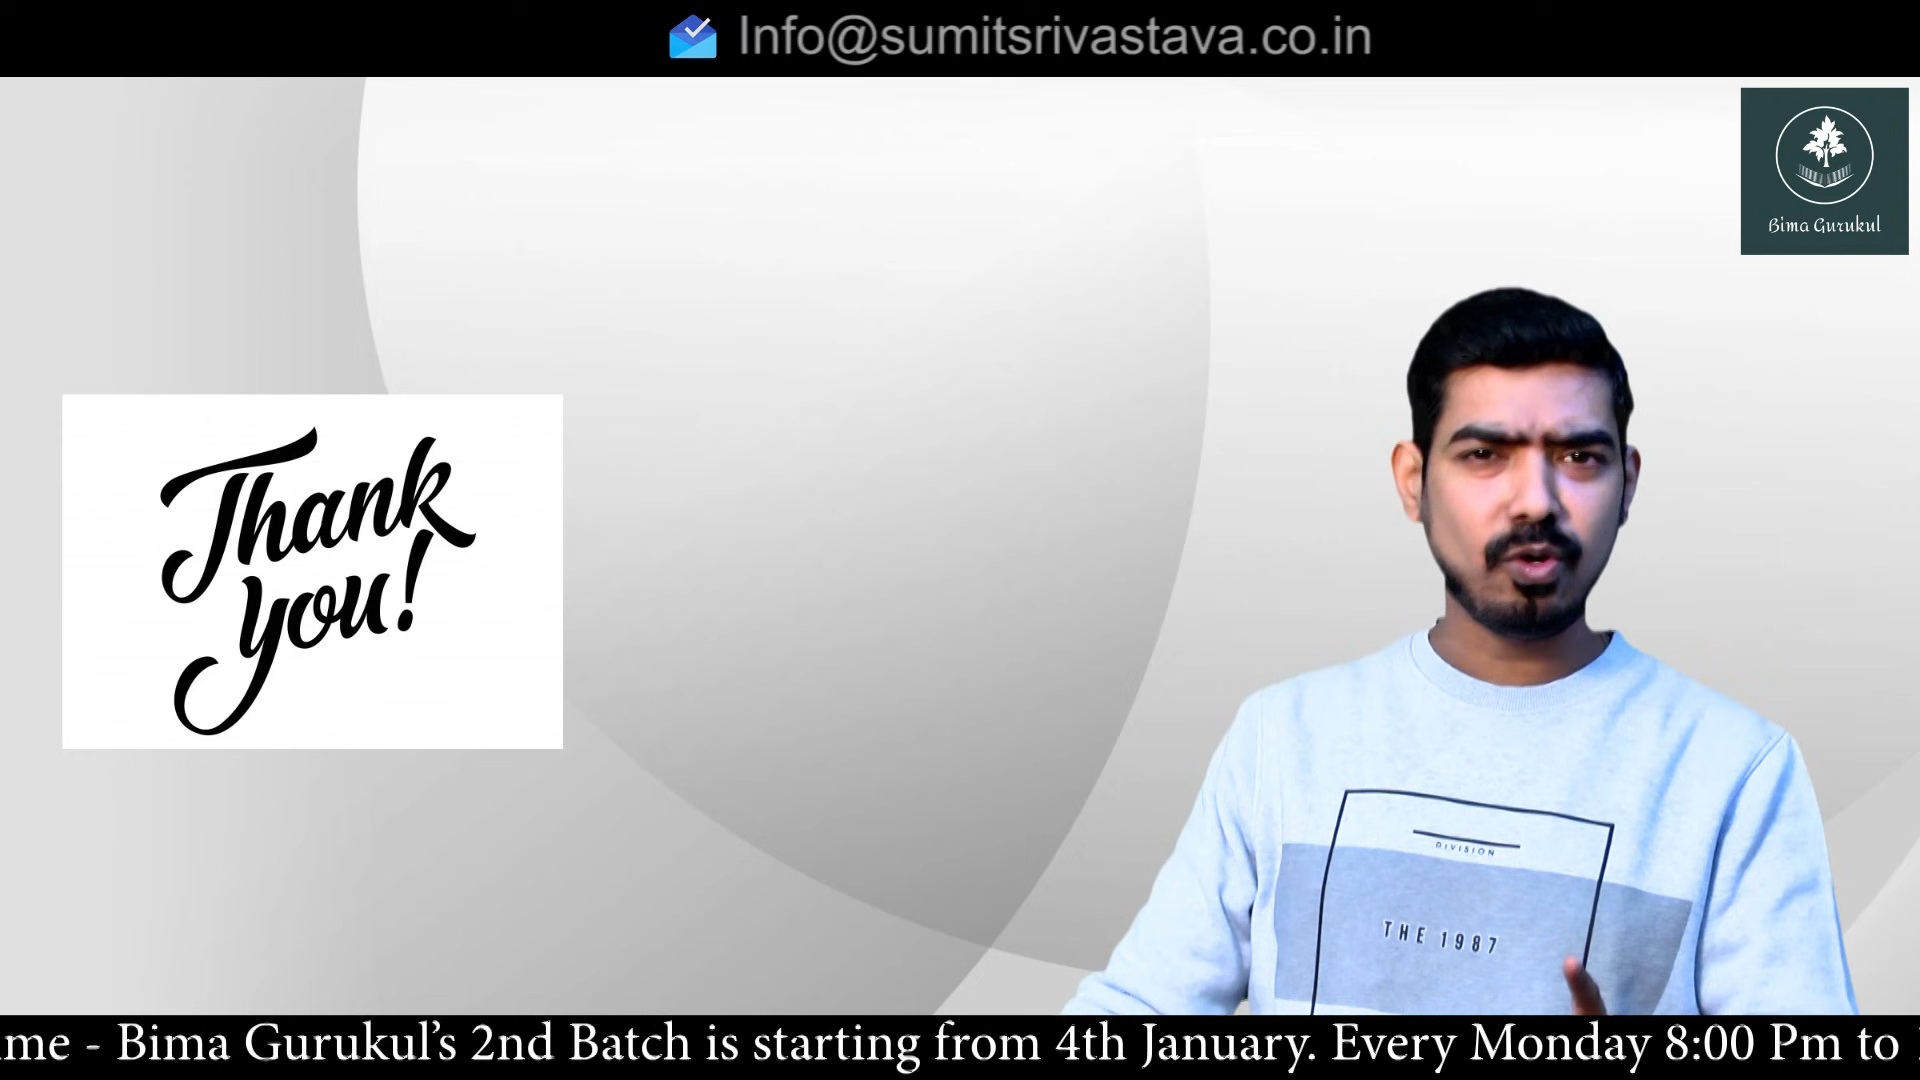 Info@sumitsrivastava.co.in
Bima Gurukul
Thank
you!
DIVISION
THE 1987
- Bima Gurukul’s 2nd Batch is starting from 4th January. Every Monday 8:00 Pm to